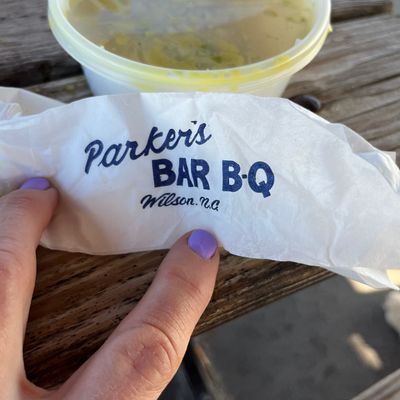 Parker's
BAR B-Q
Wilson, N.C.